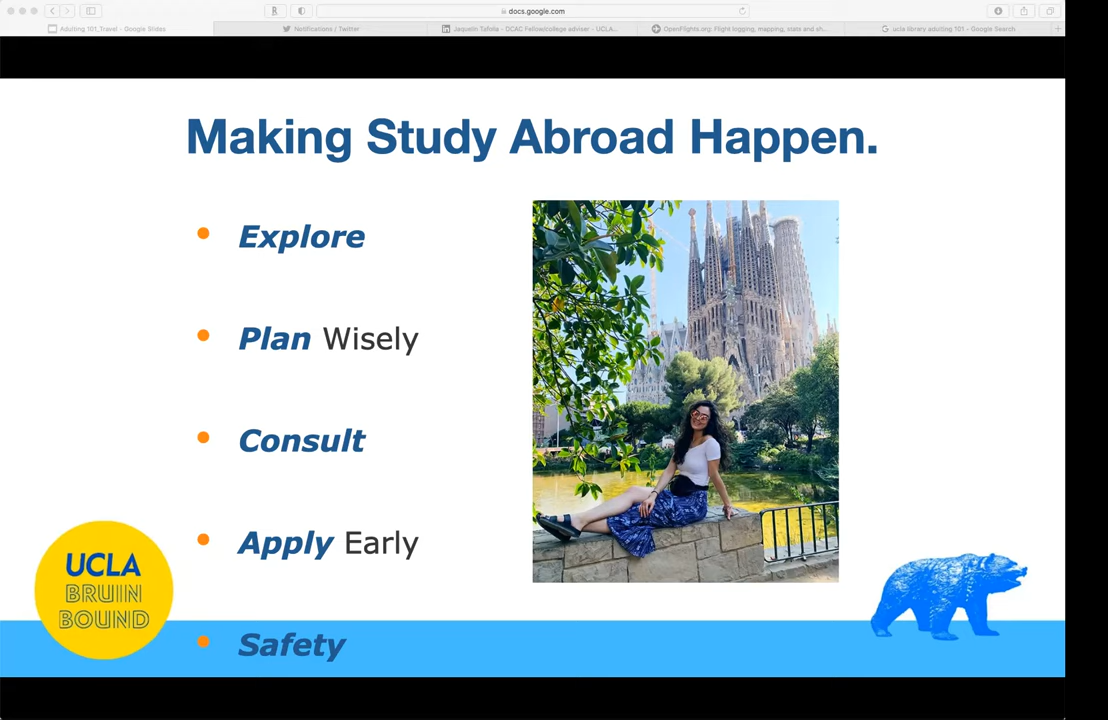 docs.google.com
Adulting 101_Travel - Google Slides
Notifications / Twitter
Jaquelin Tafolla - DCAC Fellow/college adviser - UCLA...
OpenFlights.org: Flight logging, mapping, stats and sh...
ucla library adulting 101 - Google Search
Making Study Abroad Happen.
• Explore
• Plan Wisely
• Consult
• Apply Early
• Safety
UCLA
BRUIN
BOUND